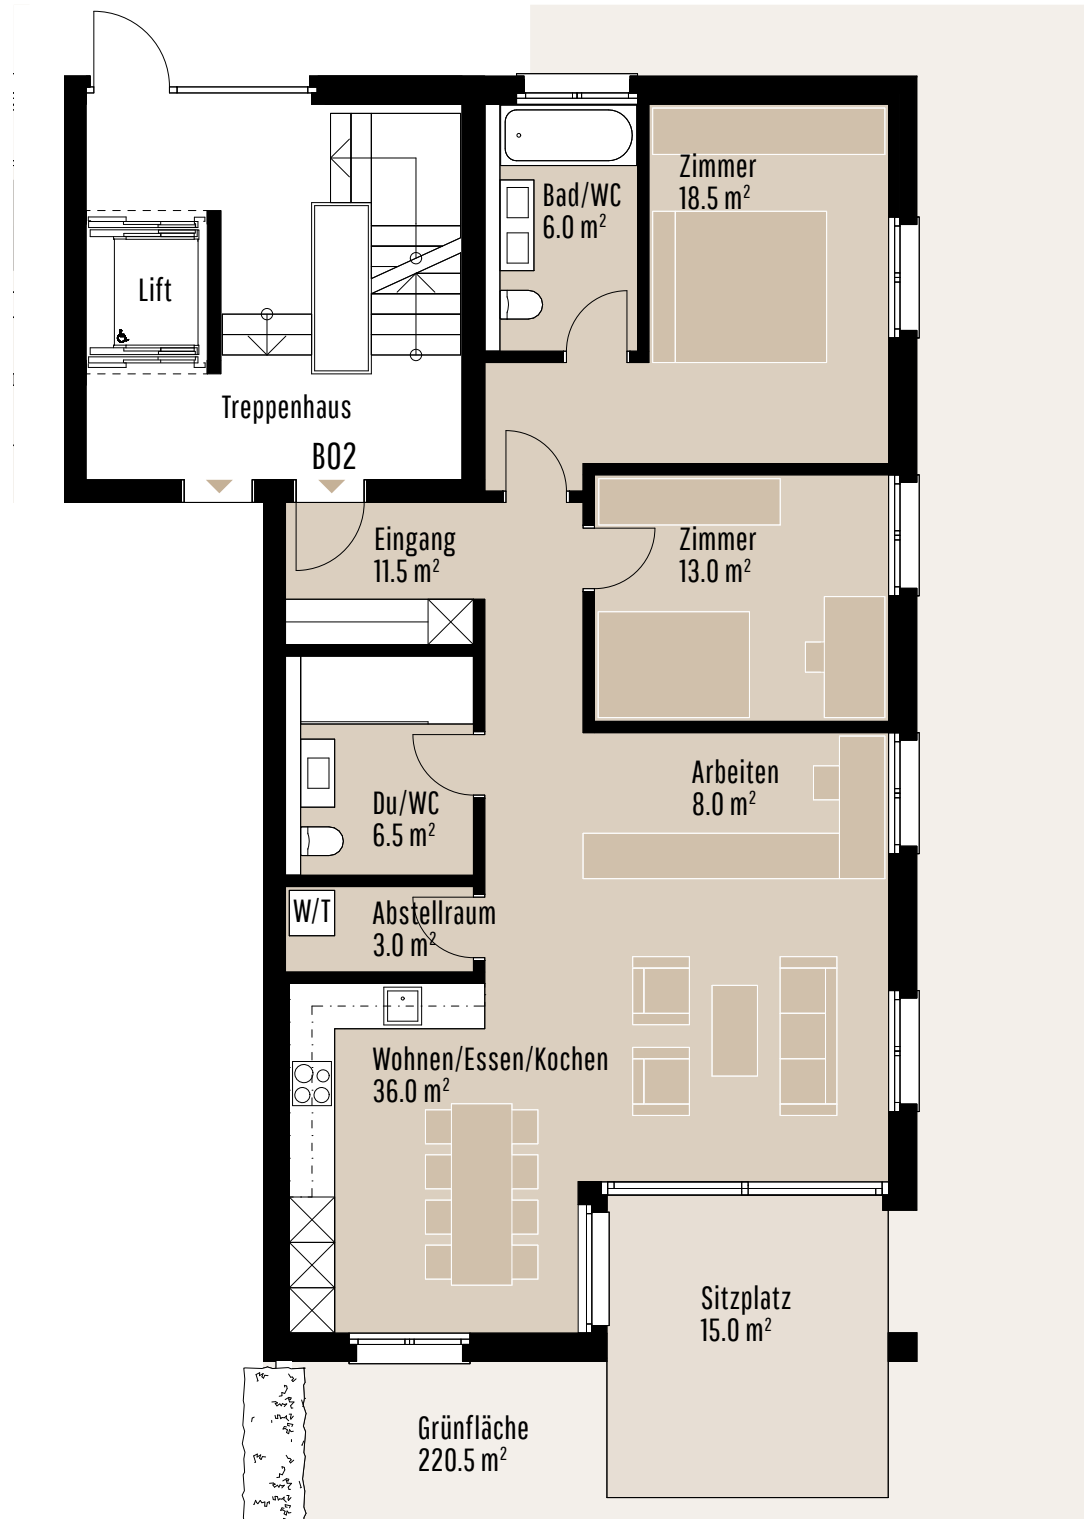 Zimmer
18.5 m²
Bad/WC
6.0 m²
Lift
Treppenhaus
B02
Eingang
11.5 m²
Zimmer
13.0 m²
Arbeiten
8.0 m²
Du/WC
6.5 m²
W/T
Abstellraum
3.0 m²
Wohnen/Essen/Kochen
36.0 m²
Sitzplatz
15.0 m²
Grünfläche
220.5 m²